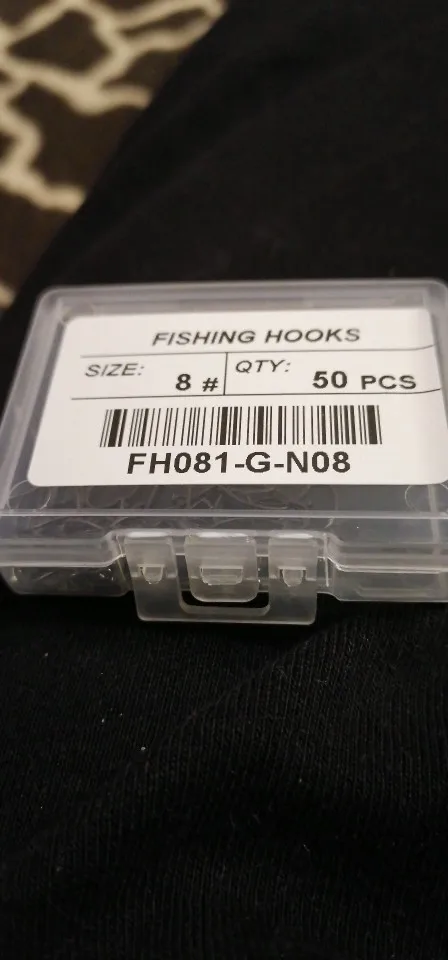 FISHING HOOKS
SIZE: 8 # QTY: 50 PCS
FH081-G-N08